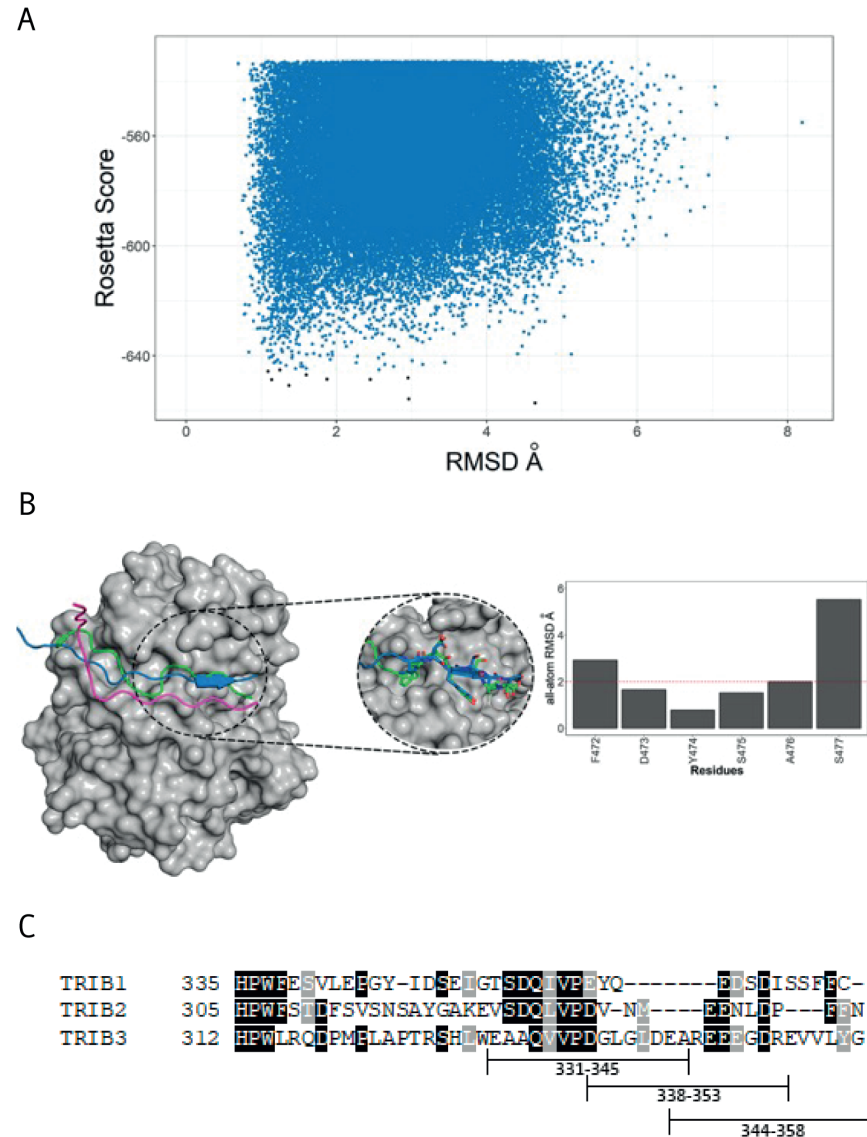 A
Rosetta Score
-560
-600
-640
0 2 4 6 8
RMSD Å
B
all-atom RMSD Å
6
4
2
0
F472 D473 Y474 S475 A476 S477
Residues
C
TRIB1 335 HPWFESVLEPGY-IDSEIGTSDQIVPEYQ-------EDSDISSFFC-
TRIB2 305 HPWFSTDFSVSNSAYGAKEVSDQLVPDV-NM----EENLDP---FFN
TRIB3 312 HPWLRQDPMPLAPTRSHLWEAAQVVPDGLGLDEAREEEGDREVVLYG
331-345
338-353
344-358